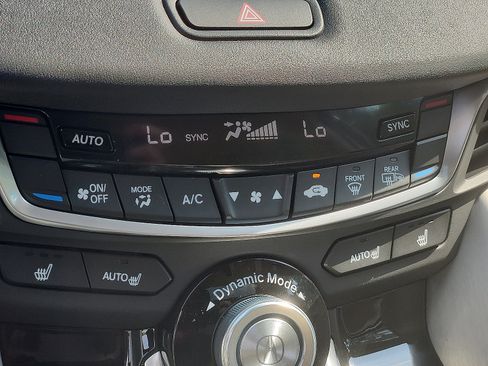 AUTO Lo SYNC Lo SYNC
ON/
OFF
MODE
A/C
FRONT
REAR
AUTO
AUTO
Dynamic Mode